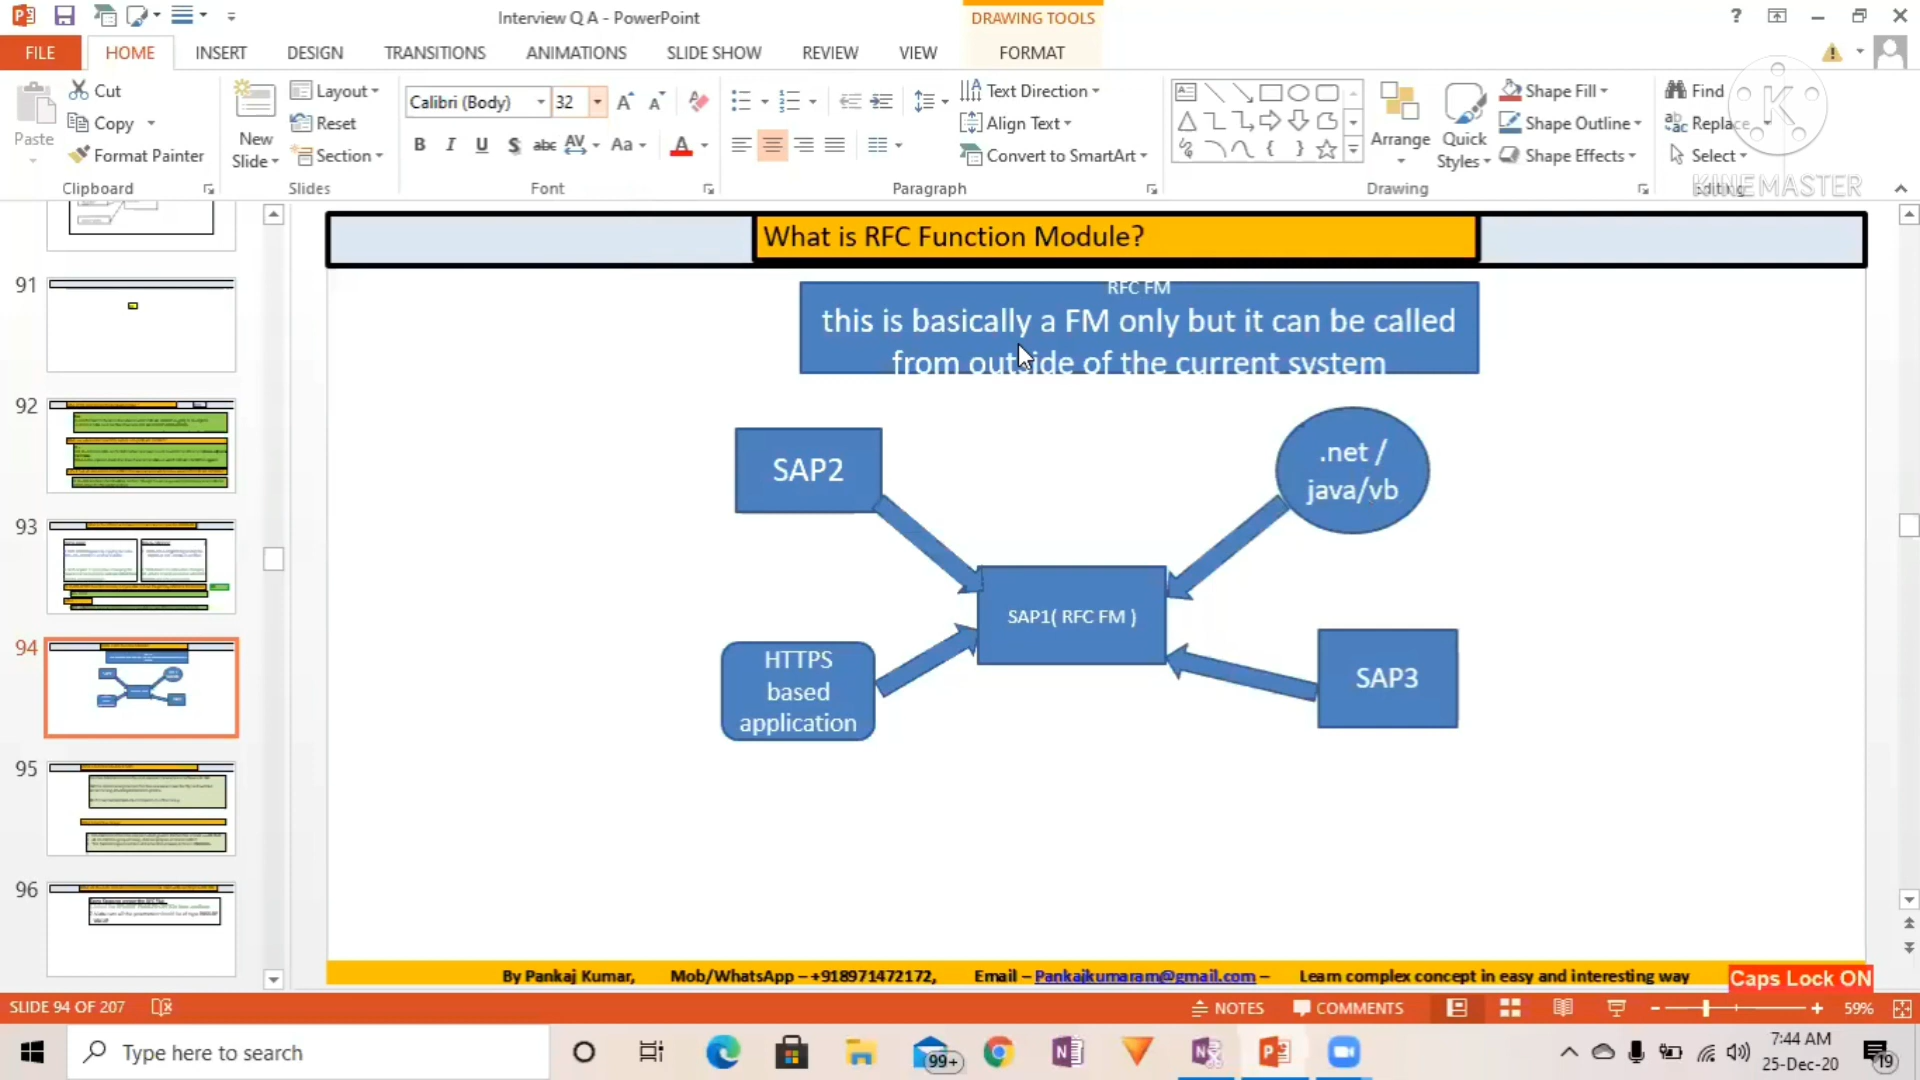 Interview Q A - PowerPoint
DRAWING TOOLS
?
FILE
HOME
INSERT
DESIGN
TRANSITIONS
ANIMATIONS
SLIDE SHOW
REVIEW
VIEW
FORMAT
Paste
Cut
Copy
Format Painter
Clipboard
New
Slide
Layout
Reset
Section
Slides
Calibri (Body)
32
B I U S abc AV Aa A
Font
Text Direction
Align Text
Convert to SmartArt
Paragraph
Arrange
Quick
Styles
Shape Fill
Shape Outline
Shape Effects
Drawing
Find
Replace
Select
Editing
K
KINEMASTER
91
92
93
94
95
96
What is RFC Function Module?
RFC FM
this is basically a FM only but it can be called
from outside of the current system
SAP2
.net /
java/vb
SAP1( RFC FM )
HTTPS
based
application
SAP3
By Pankaj Kumar, Mob/WhatsApp – +918971472172, Email – Pankajkumaram@gmail.com – Learn complex concept in easy and interesting way
Caps Lock ON
SLIDE 94 OF 207
NOTES
COMMENTS
59%
Type here to search
99+
7:44 AM
25-Dec-20
19